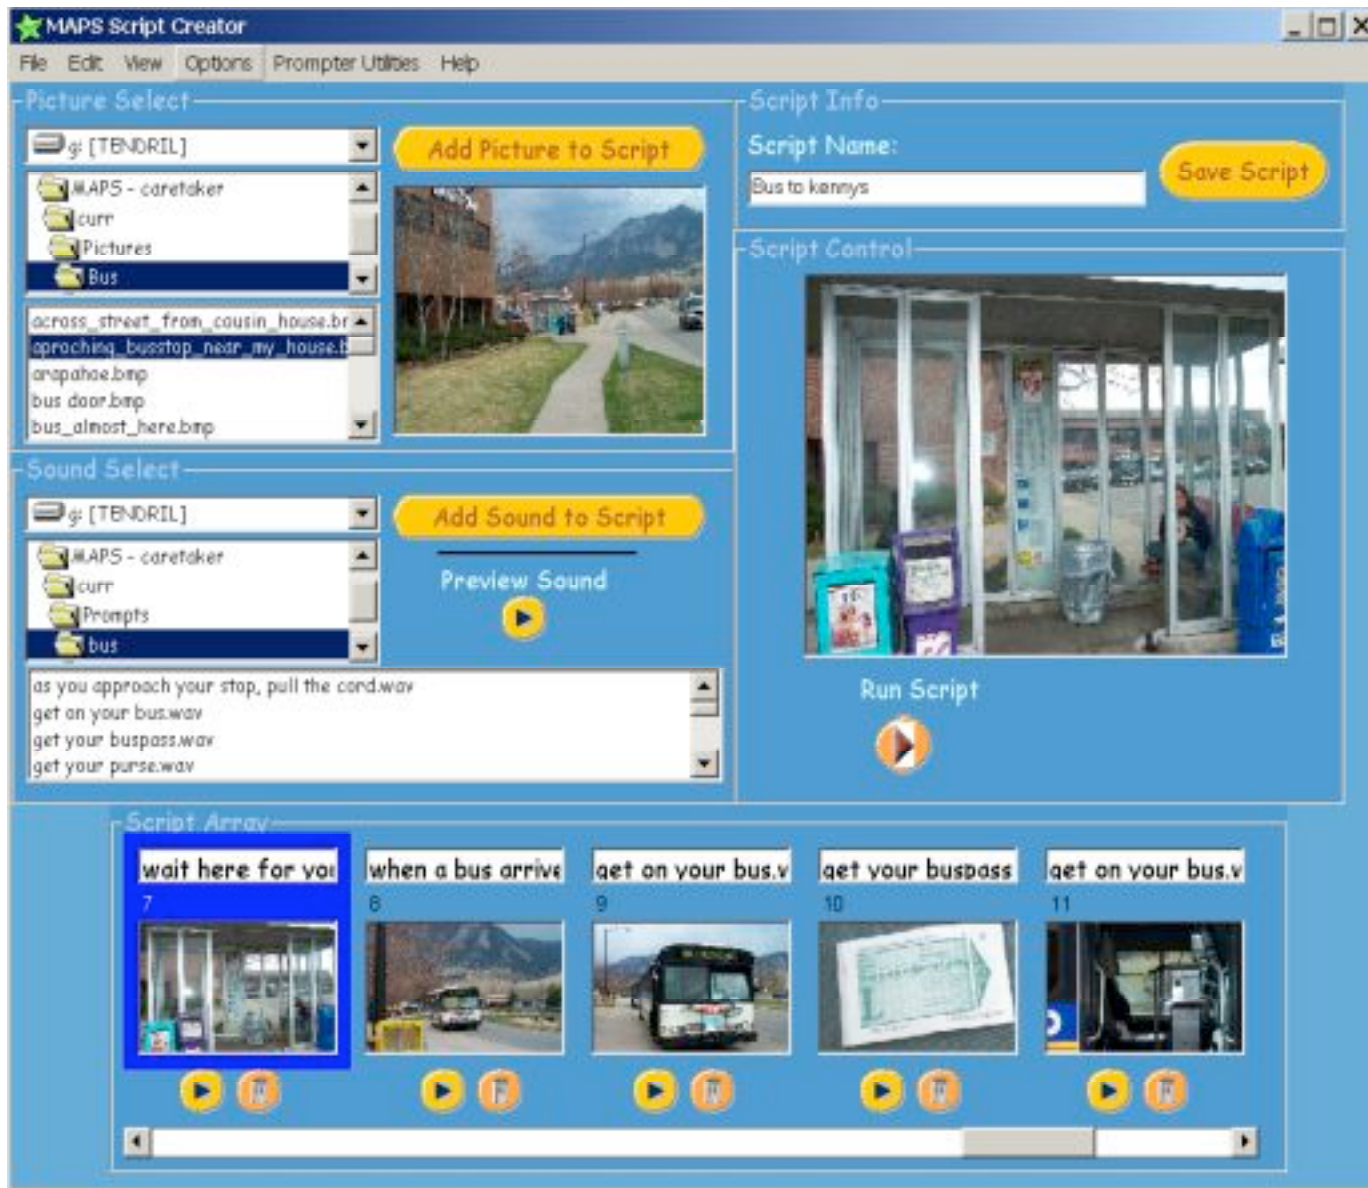 MAPS Script Creator
File Edit View Options Prompter Utilities Help
Picture Select
g: [TENDRIL]
MAPS - caretaker
curr
Pictures
Bus
Add Picture to Script
across_street_from_cousin_house.br
aproching_busstop_near_my_house.b
arapahoe.bmp
bus door.bmp
bus_almost_here.bmp
Script Info
Script Name:
Bus to kennys
Save Script
Script Control
Run Script
Sound Select
g: [TENDRIL]
MAPS - caretaker
curr
Prompts
bus
Add Sound to Script
Preview Sound
as you approach your stop, pull the cord.wav
get on your bus.wav
get your buspass.wav
get your purse.wav
Script Array
wait here for you
when a bus arrive
get on your bus.v
get your buspass
get on your bus.v
7
8
9
10
11